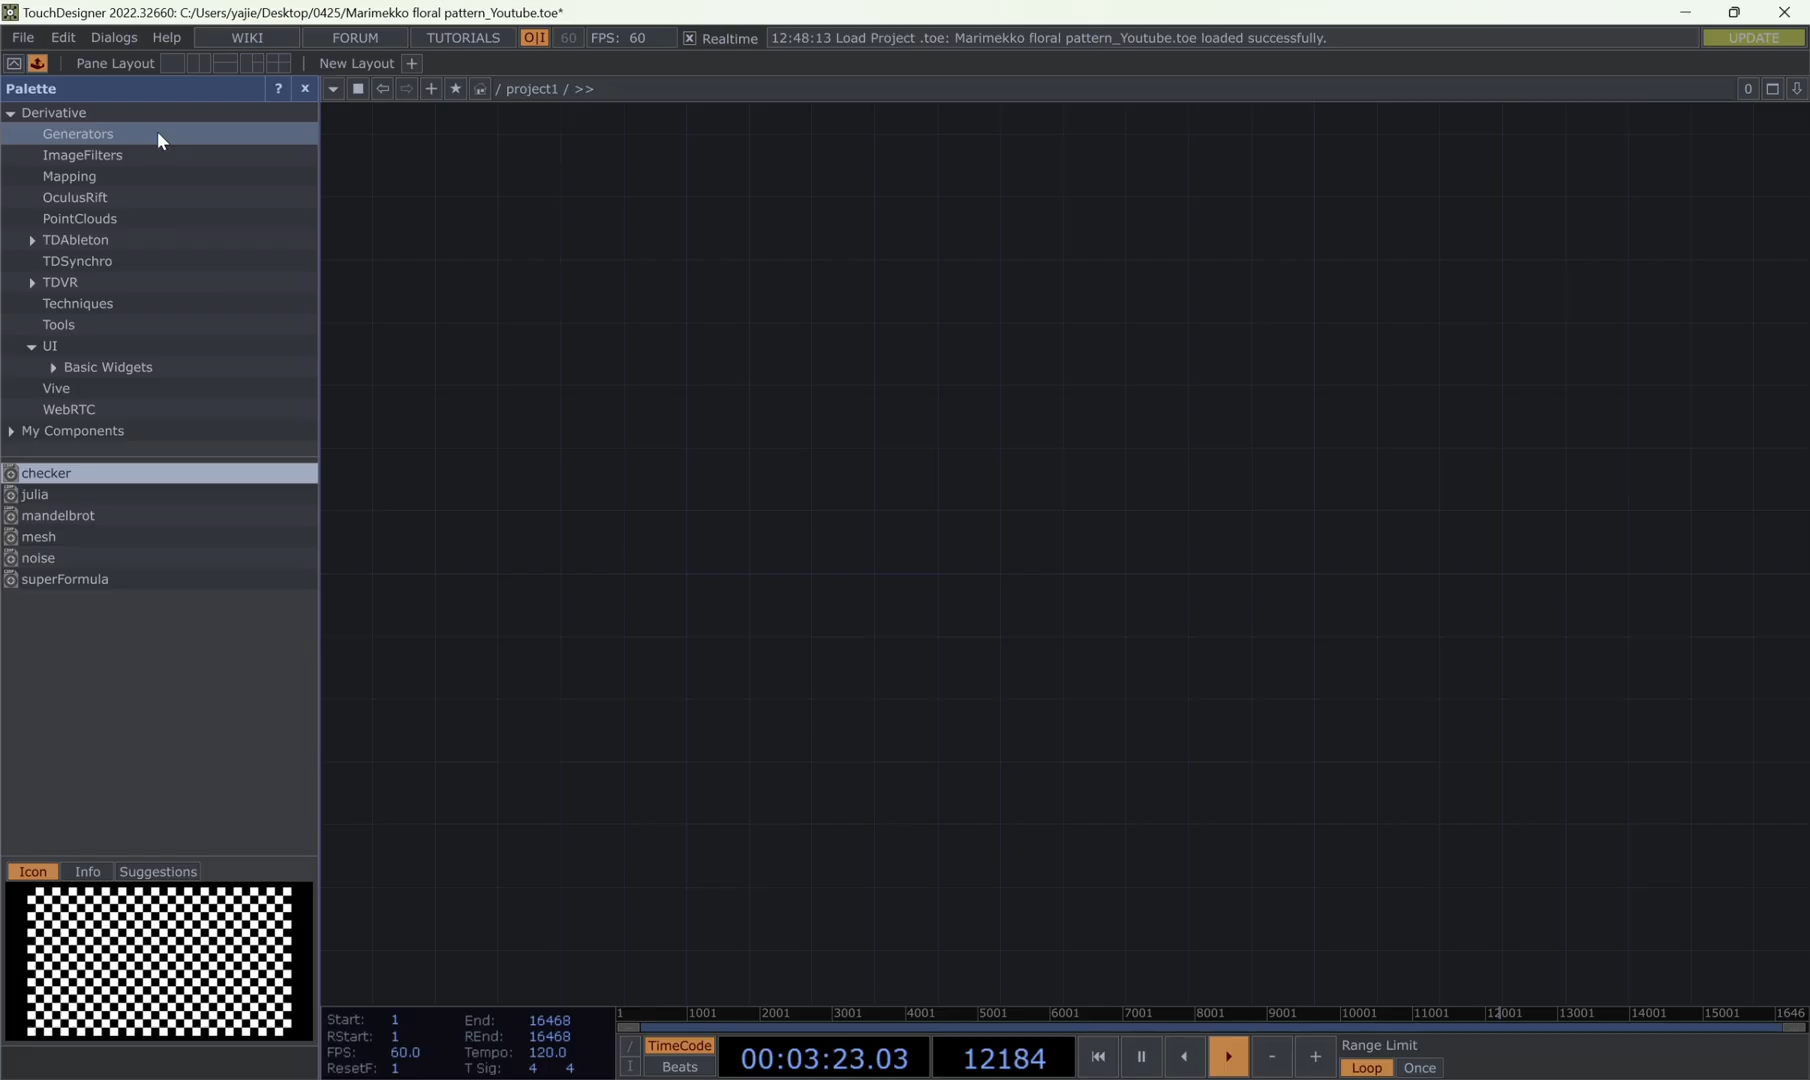 TouchDesigner 2022.32660: C:/Users/yajie/Desktop/0425/Marimekko floral pattern_Youtube.toe*
File Edit Dialogs Help WIKI FORUM TUTORIALS O|I 60 FPS: 60 Realtime 12:48:13 Load Project .toe: Marimekko floral pattern_Youtube.toe loaded successfully. UPDATE
Pane Layout New Layout +
Palette ? x / project1 / >> 0
Derivative
Generators
ImageFilters
Mapping
OculusRift
PointClouds
TDAbleton
TDSynchro
TDVR
Techniques
Tools
UI
Basic Widgets
Vive
WebRTC
My Components
checker
julia
mandelbrot
mesh
noise
superFormula
Icon Info Suggestions
Start: 1 End: 16468
RStart: 1 REnd: 16468
FPS: 60.0 Tempo: 120.0
ResetF: 1 T Sig: 4 4
1 1001 2001 3001 4001 5001 6001 7001 8001 9001 10001 11001 12001 13001 14001 15001 1646
/ TimeCode
I Beats
00:03:23.03 12184 - +
Range Limit
Loop Once